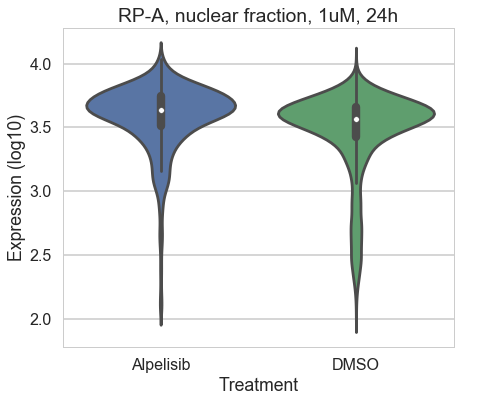 RP-A, nuclear fraction, 1uM, 24h
Expression (log10)
4.0
3.5
3.0
2.5
2.0
Alpelisib DMSO
Treatment